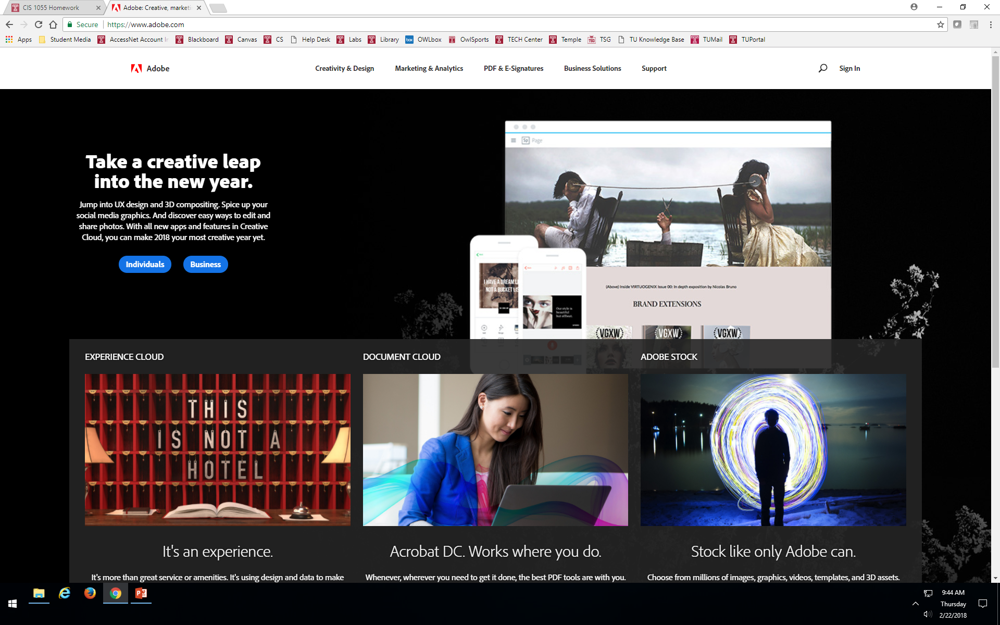 CIS 1055 Homework
Adobe: Creative, marketi
Secure
https://www.adobe.com
Apps
Student Media
AccessNet Account In
Blackboard
Canvas
CS
Help Desk
Labs
Library
OWLbox
OwlSports
TECH Center
Temple
TSG
TU Knowledge Base
TUMail
TUPortal
Adobe
Creativity & Design
Marketing & Analytics
PDF & E-Signatures
Business Solutions
Support
Sign In
Take a creative leap
into the new year.
Jump into UX design and 3D compositing. Spice up your
social media graphics. And discover easy ways to edit and
share photos. With all new apps and features in Creative
Cloud, you can make 2018 your most creative year yet.
Individuals
Business
Sp Page
I HAVE A DREAM
NOT A BUCKET LIS
Our style is
beautiful
but offbeat.
(Above) Inside VIRTUOGENIX Issue 00: In depth exposition by Nicolas Bruno
BRAND EXTENSIONS
VGXW
VGXW
VGXW
EXPERIENCE CLOUD
DOCUMENT CLOUD
ADOBE STOCK
THIS
IS NOT A
HOTEL
It's an experience.
Acrobat DC. Works where you do.
Stock like only Adobe can.
It's more than great service or amenities. It's using design and data to make
Whenever, wherever you need to get it done, the best PDF tools are with you.
Choose from millions of images, graphics, videos, templates, and 3D assets.
9:44 AM
Thursday
2/22/2018